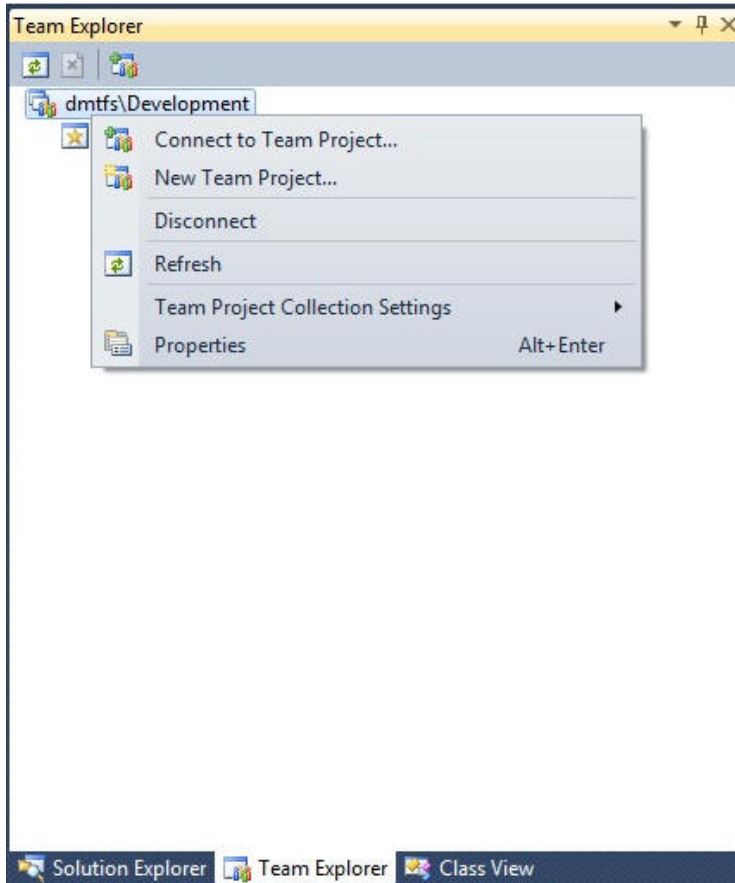 Team Explorer
dmtfs\Development
Connect to Team Project...
New Team Project...
Disconnect
Refresh
Team Project Collection Settings
Properties Alt+Enter
Solution Explorer Team Explorer Class View